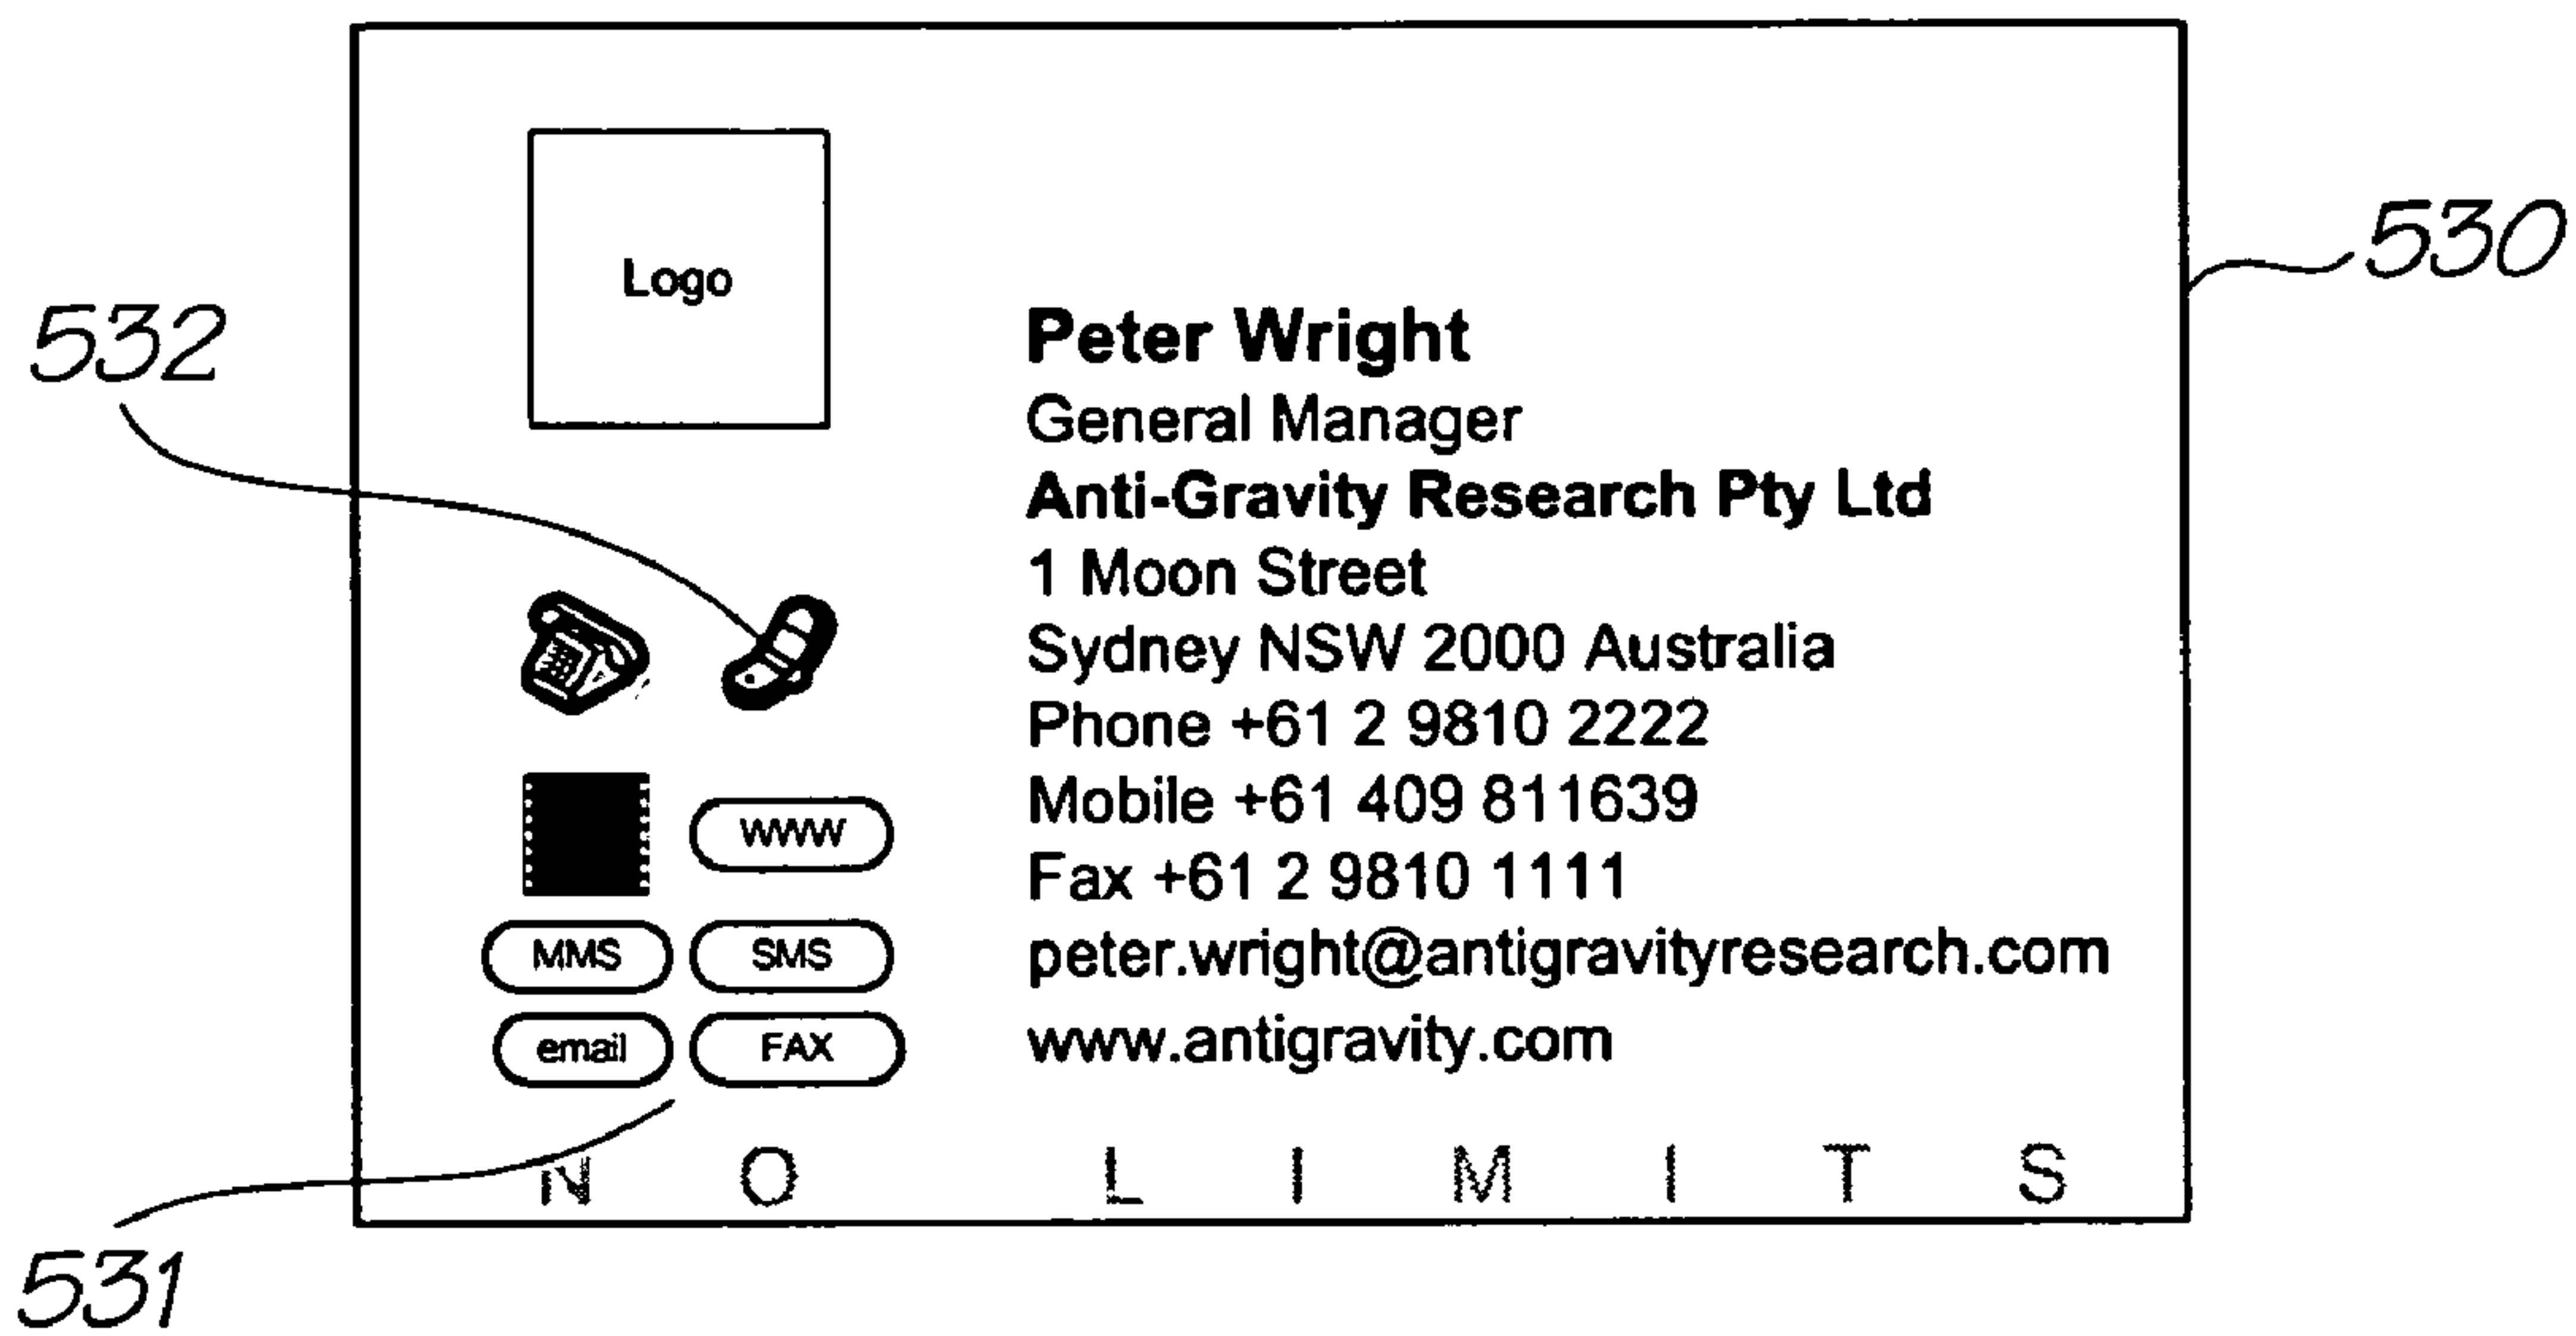 Logo
530
532
Peter Wright
General Manager
Anti-Gravity Research Pty Ltd
1 Moon Street
Sydney NSW 2000 Australia
Phone +61 2 9810 2222
Mobile +61 409 811639
Fax +61 2 9810 1111
peter.wright@antigravityresearch.com
www.antigravity.com
WWW
MMS SMS
email FAX
NO LIMITS
531